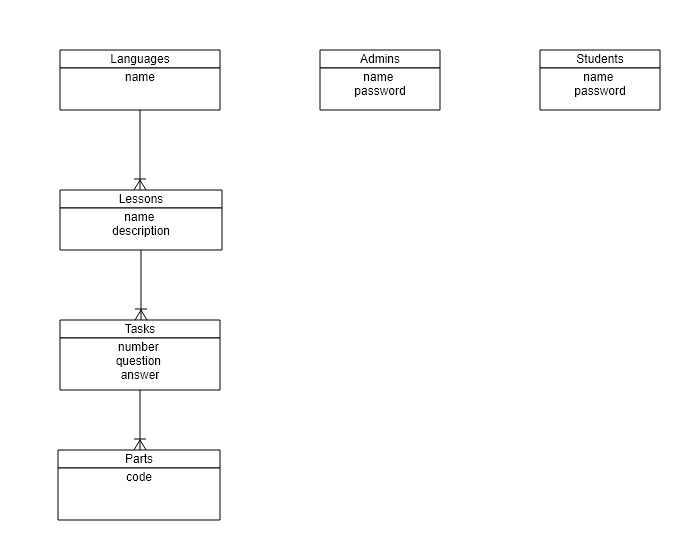 Languages
name
Admins
name
password
Students
name
password
Lessons
name
description
Tasks
number
question
answer
Parts
code